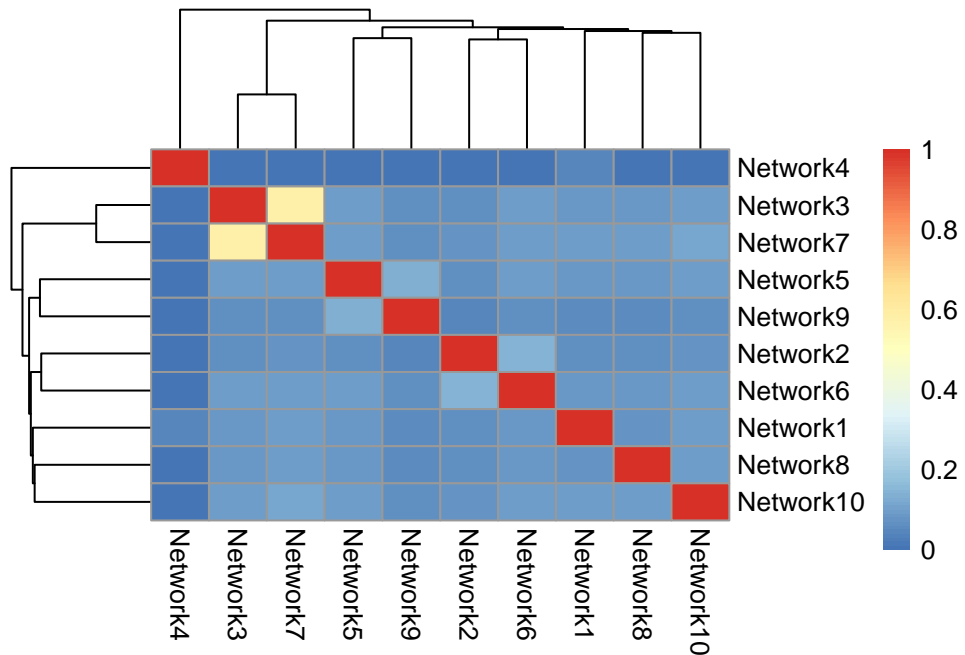 Network4
Network3
Network7
Network5
Network9
Network2
Network6
Network1
Network8
Network10
Network4
Network3
Network7
Network5
Network9
Network2
Network6
Network1
Network8
Network10
1
0.8
0.6
0.4
0.2
0